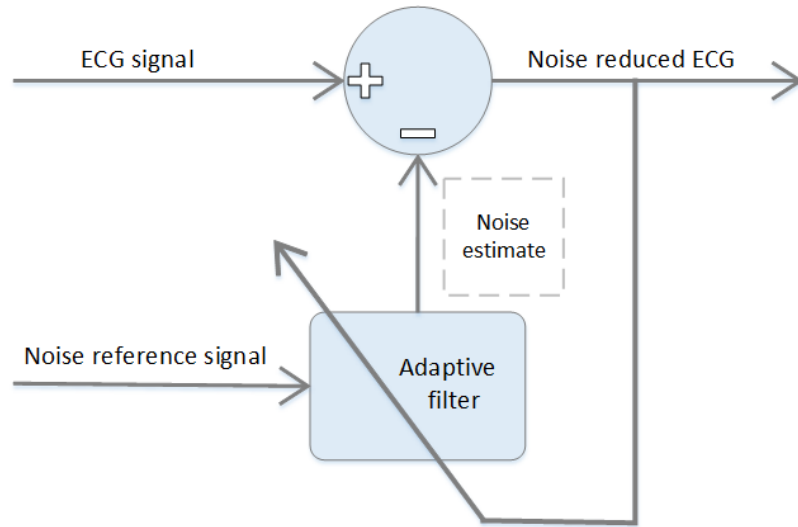 ECG signal
Noise reduced ECG
Noise
estimate
Noise reference signal
Adaptive
filter